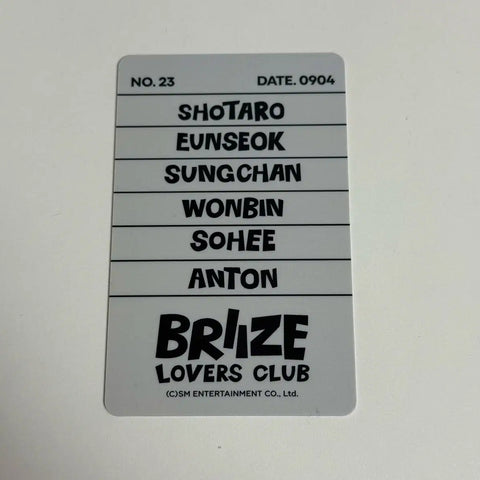 NO. 23 DATE. 0904
SHOTARO
EUNSEOK
SUNGCHAN
WONBIN
SOHEE
ANTON
BRIIZE
LOVERS CLUB
(C)SM ENTERTAINMENT CO., Ltd.